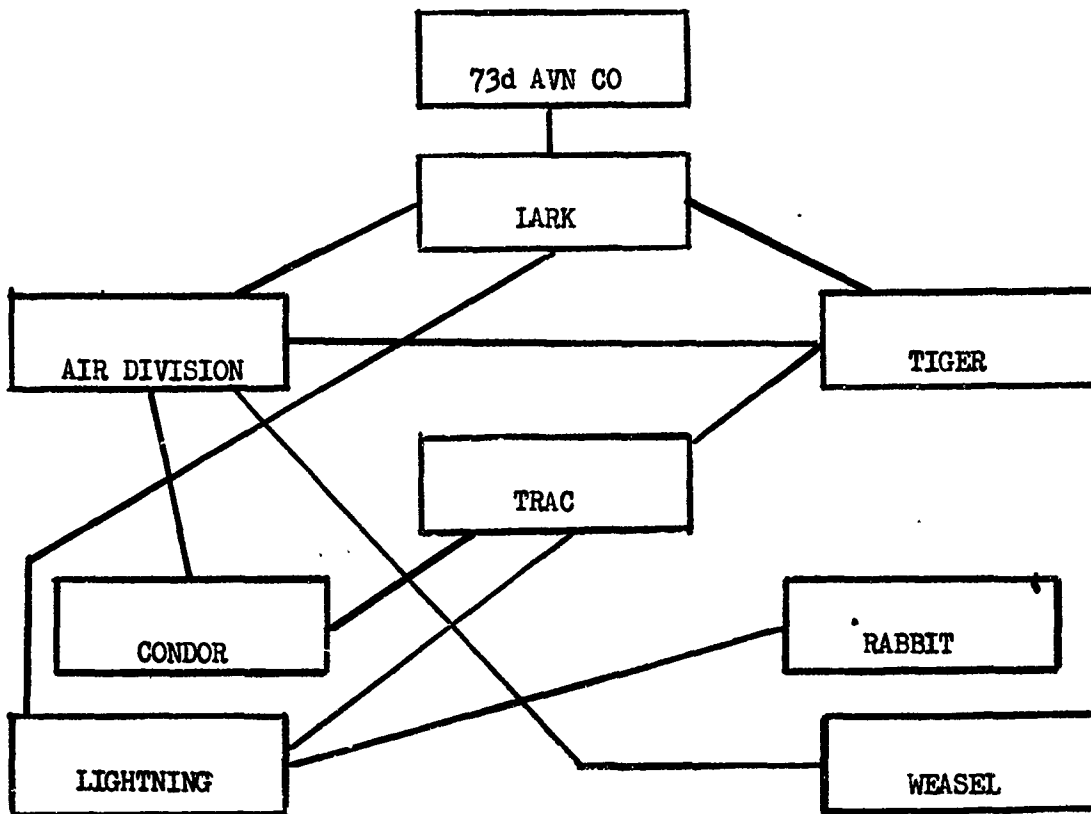 73d AVN CO
LARK
AIR DIVISION
TIGER
TRAC
CONDOR
RABBIT
LIGHTNING
WEASEL